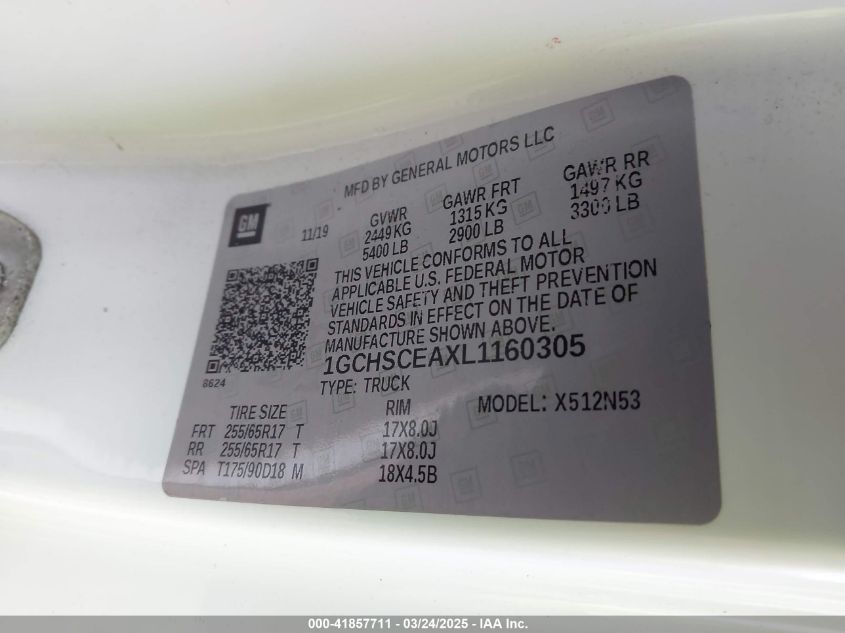 MFD BY GENERAL MOTORS LLC
GM
11/19
GVWR GAWR FRT GAWR RR
2449 KG 1315 KG 1497 KG
5400 LB 2900 LB 3300 LB
THIS VEHICLE CONFORMS TO ALL
APPLICABLE U.S. FEDERAL MOTOR
VEHICLE SAFETY AND THEFT PREVENTION
STANDARDS IN EFFECT ON THE DATE OF
MANUFACTURE SHOWN ABOVE.
1GCHSCEAXL1160305
8624
TYPE: TRUCK
TIRE SIZE RIM MODEL: X512N53
FRT 255/65R17 T 17X8.0J
RR 255/65R17 T 17X8.0J
SPA T175/90D18 M 18X4.5B
000-41857711 - 03/24/2025 - IAA Inc.